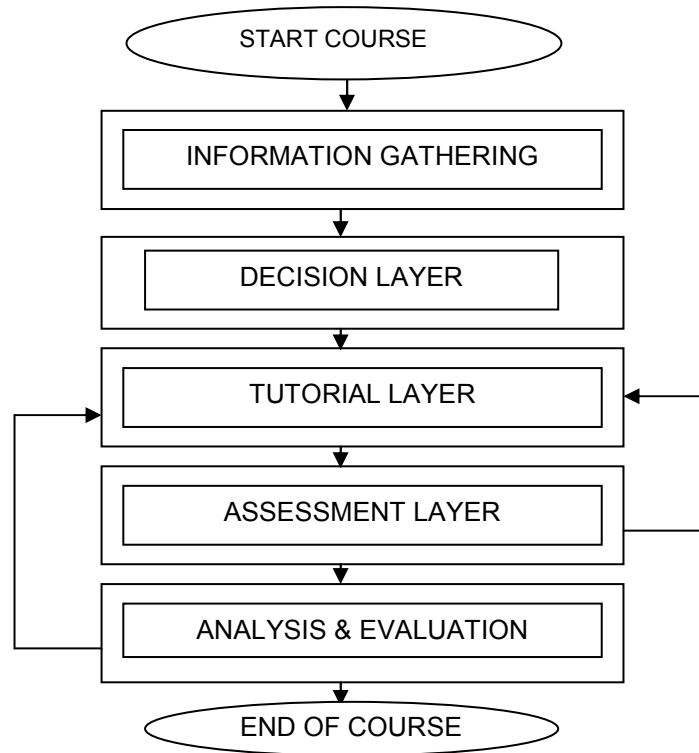 START COURSE
INFORMATION GATHERING
DECISION LAYER
TUTORIAL LAYER
ASSESSMENT LAYER
ANALYSIS & EVALUATION
END OF COURSE